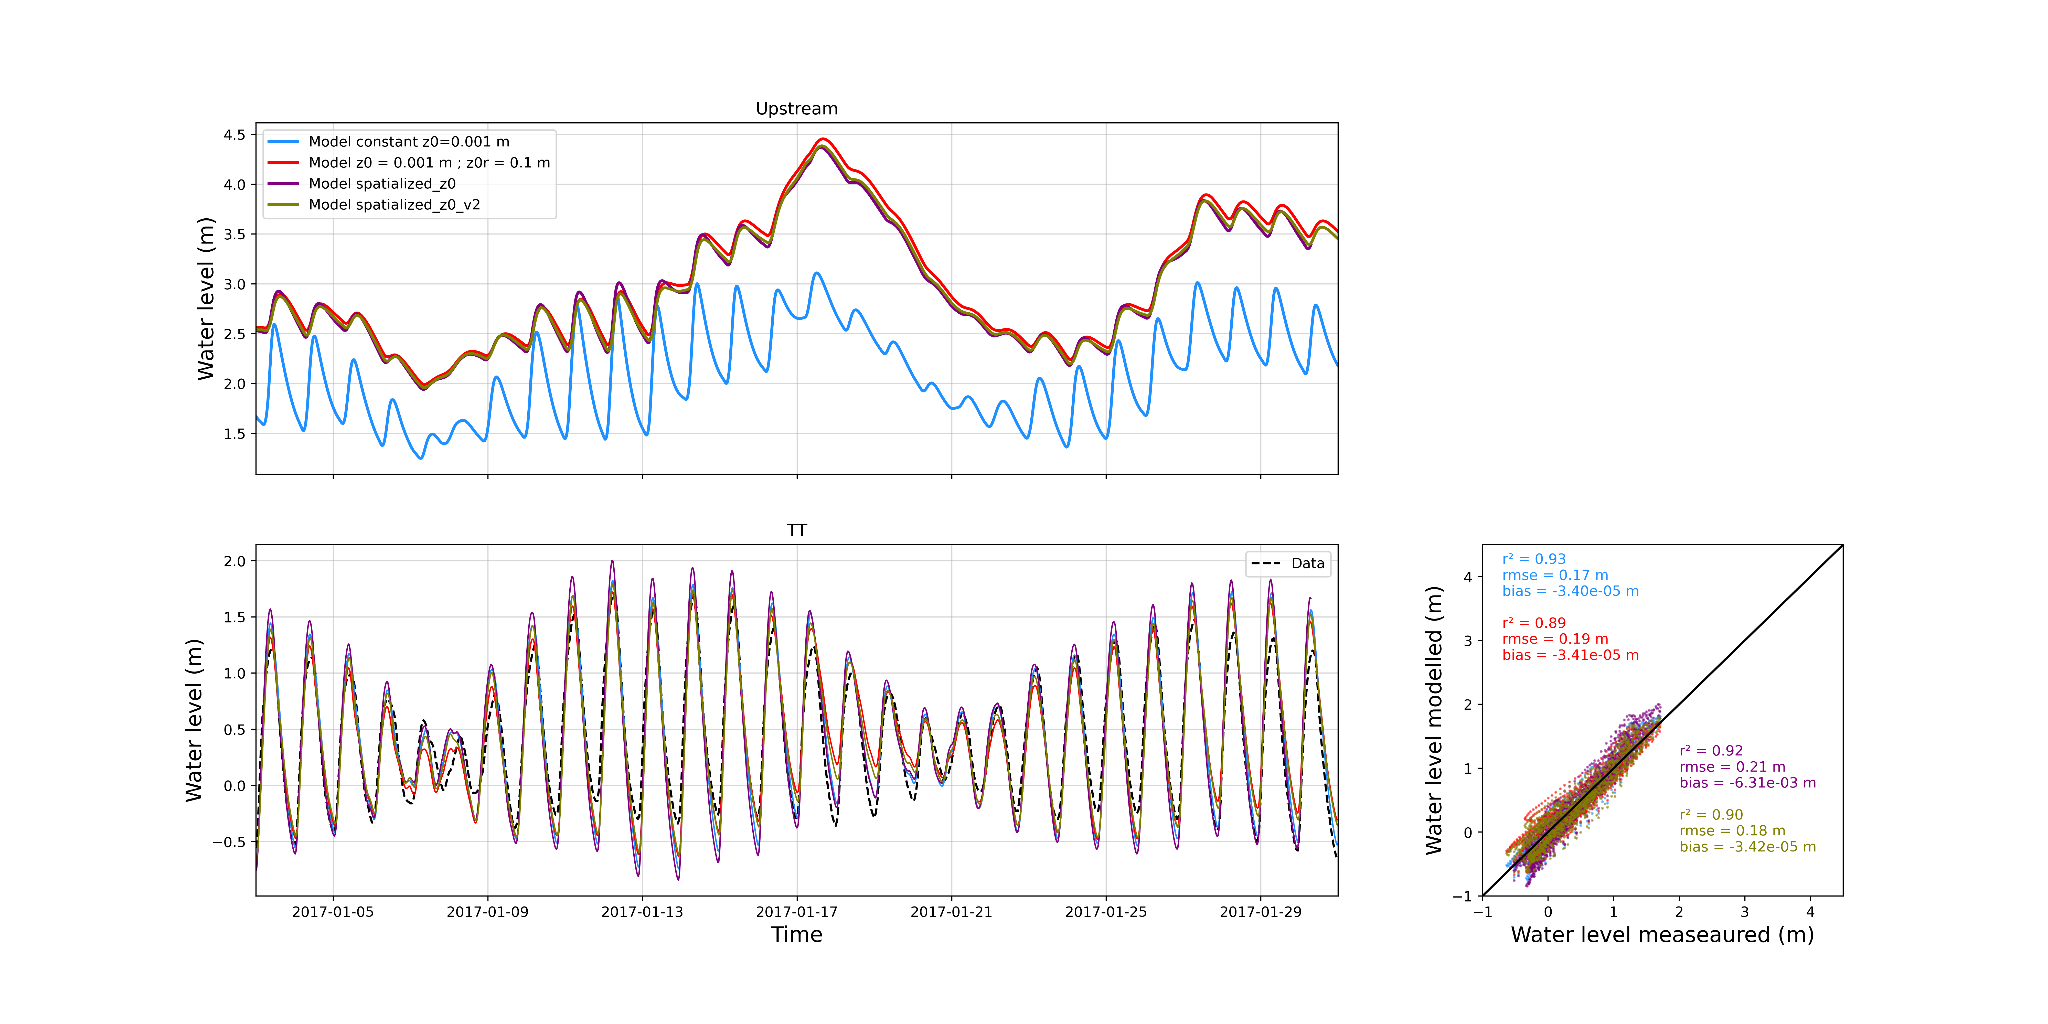 Upstream
Water level (m)
4.5
4.0
3.5
3.0
2.5
2.0
1.5
Model constant z0=0.001 m
Model z0 = 0.001 m ; z0r = 0.1 m
Model spatialized_z0
Model spatialized_z0_v2
TT
Water level (m)
2.0
1.5
1.0
0.5
0.0
−0.5
Data
2017-01-05 2017-01-09 2017-01-13 2017-01-17 2017-01-21 2017-01-25 2017-01-29
Time
Water level modelled (m)
4
3
2
1
0
−1
r² = 0.93
rmse = 0.17 m
bias = -3.40e-05 m
r² = 0.89
rmse = 0.19 m
bias = -3.41e-05 m
r² = 0.92
rmse = 0.21 m
bias = -6.31e-03 m
r² = 0.90
rmse = 0.18 m
bias = -3.42e-05 m
−1 0 1 2 3 4
Water level measeaured (m)